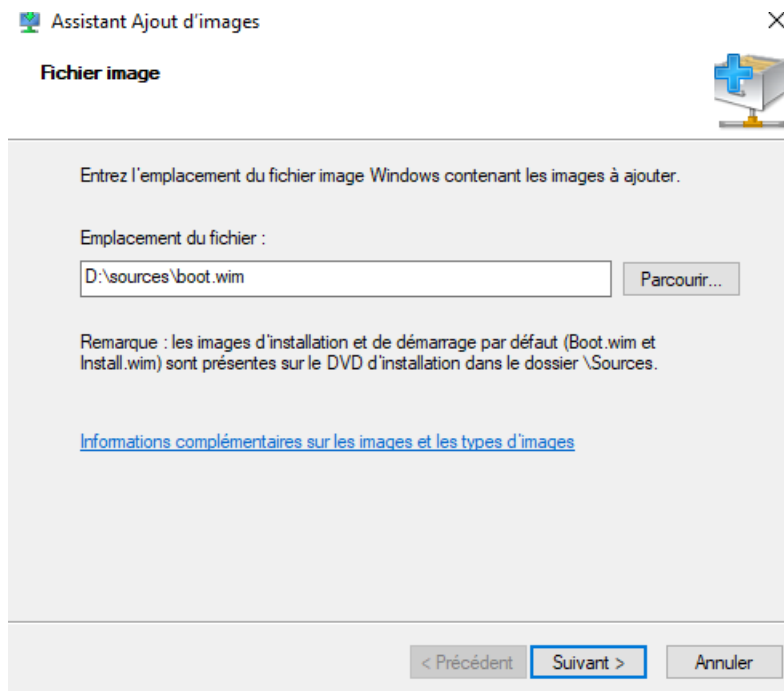 Assistant Ajout d'images
Fichier image
Entrez l'emplacement du fichier image Windows contenant les images à ajouter.
Emplacement du fichier :
D:\sources\boot.wim
Parcourir...
Remarque : les images d'installation et de démarrage par défaut (Boot.wim et
Install.wim) sont présentes sur le DVD d'installation dans le dossier \Sources.
Informations complémentaires sur les images et les types d'images
< Précédent
Suivant >
Annuler